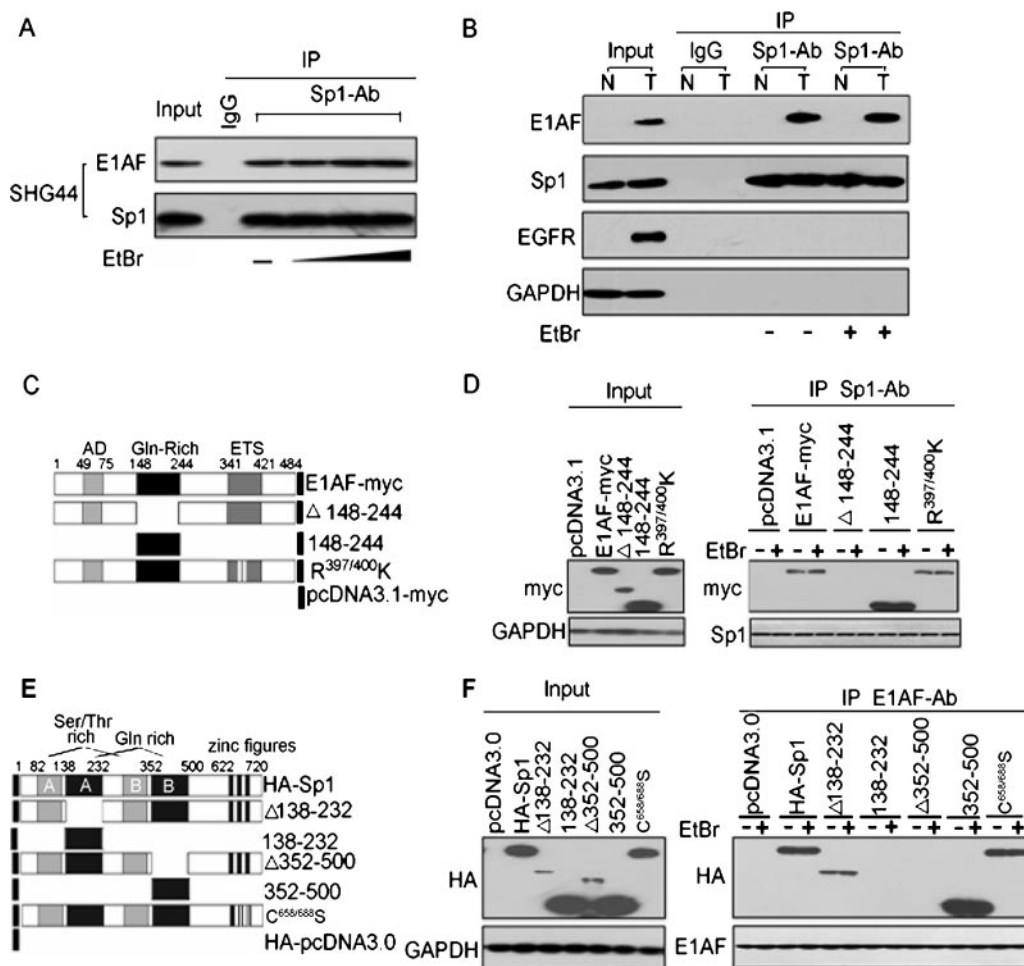 A
IP
Sp1-Ab
Input
IgG
E1AF
SHG44
Sp1
EtBr
B
IP
Input IgG Sp1-Ab Sp1-Ab
N T N T N T N T
E1AF
Sp1
EGFR
GAPDH
EtBr - - + +
C
AD Gln-Rich ETS
1 49 75 148 244 341 421 484
E1AF-myc
△ 148-244
148-244
R397/400K
pcDNA3.1-myc
D
Input
pcDNA3.1
E1AF-myc
△ 148-244
148-244
R397/400K
myc
GAPDH
IP Sp1-Ab
pcDNA3.1
E1AF-myc
△ 148-244
148-244
R397/400K
EtBr - + - + - + - + - +
myc
Sp1
E
Ser/Thr
rich
Gln rich
zinc figures
1 82 138 232 352 500 622 720
A A B B
HA-Sp1
△138-232
138-232
△352-500
352-500
C658/688S
HA-pcDNA3.0
F
Input
pcDNA3.0
HA-Sp1
△138-232
138-232
△352-500
352-500
C658/688S
HA
GAPDH
IP E1AF-Ab
pcDNA3.0
HA-Sp1
△138-232
138-232
△352-500
352-500
C658/688S
EtBr - + - + - + - + - + - + - +
HA
E1AF